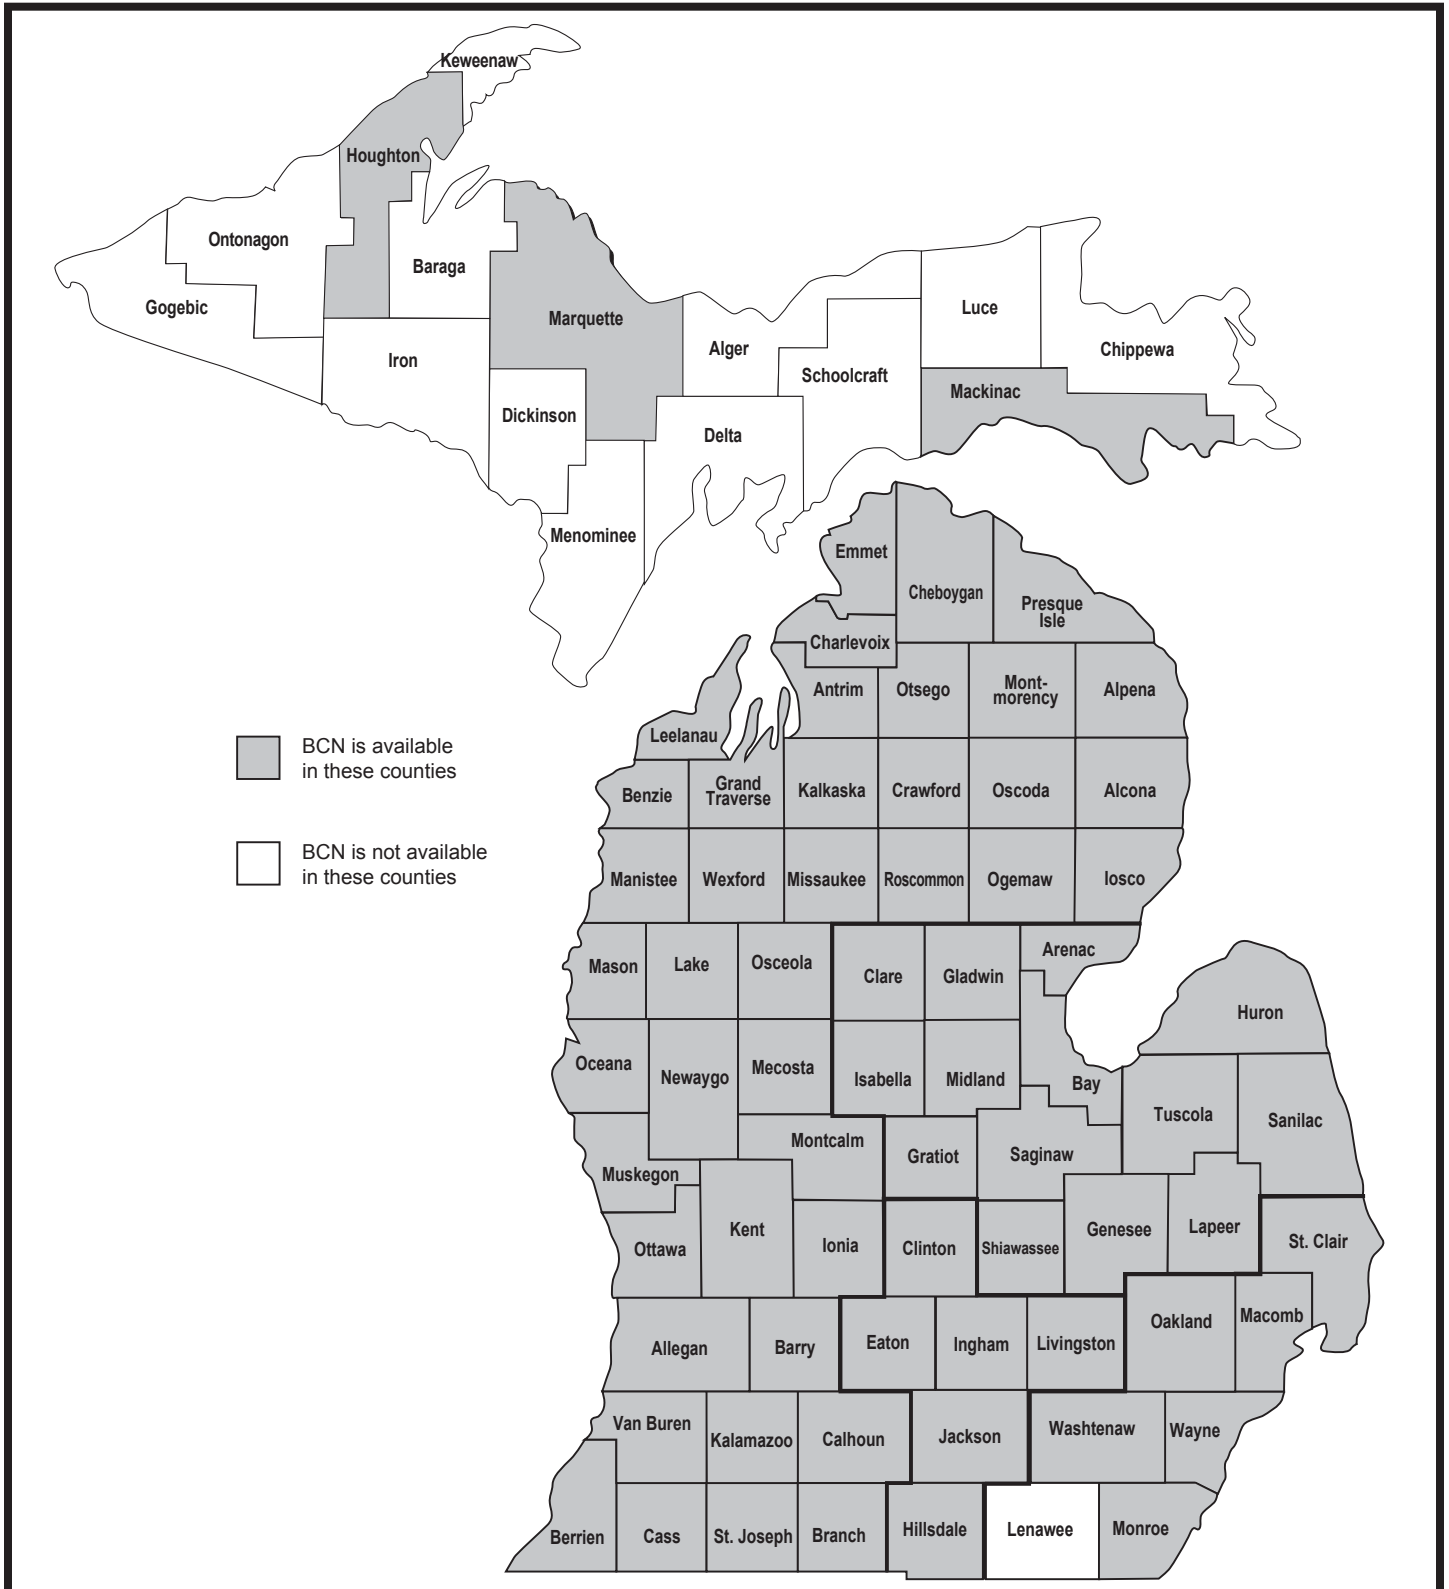 Keweenaw
Houghton
Ontonagon
Baraga
Gogebic
Marquette
Luce
Alger
Chippewa
Iron
Schoolcraft
Mackinac
Dickinson
Delta
Menominee
Emmet
Cheboygan
Presque
Isle
Charlevoix
Antrim
Otsego
Mont-
morency
Alpena
Leelanau
BCN is available
in these counties
Benzie
Grand
Traverse
Kalkaska
Crawford
Oscoda
Alcona
BCN is not available
in these counties
Manistee
Wexford
Missaukee
Roscommon
Ogemaw
Iosco
Mason
Lake
Osceola
Clare
Gladwin
Arenac
Huron
Oceana
Newaygo
Mecosta
Isabella
Midland
Bay
Tuscola
Sanilac
Montcalm
Gratiot
Saginaw
Muskegon
Ottawa
Kent
Ionia
Clinton
Shiawassee
Genesee
Lapeer
St. Clair
Allegan
Barry
Eaton
Ingham
Livingston
Oakland
Macomb
Van Buren
Kalamazoo
Calhoun
Jackson
Washtenaw
Wayne
Berrien
Cass
St. Joseph
Branch
Hillsdale
Lenawee
Monroe